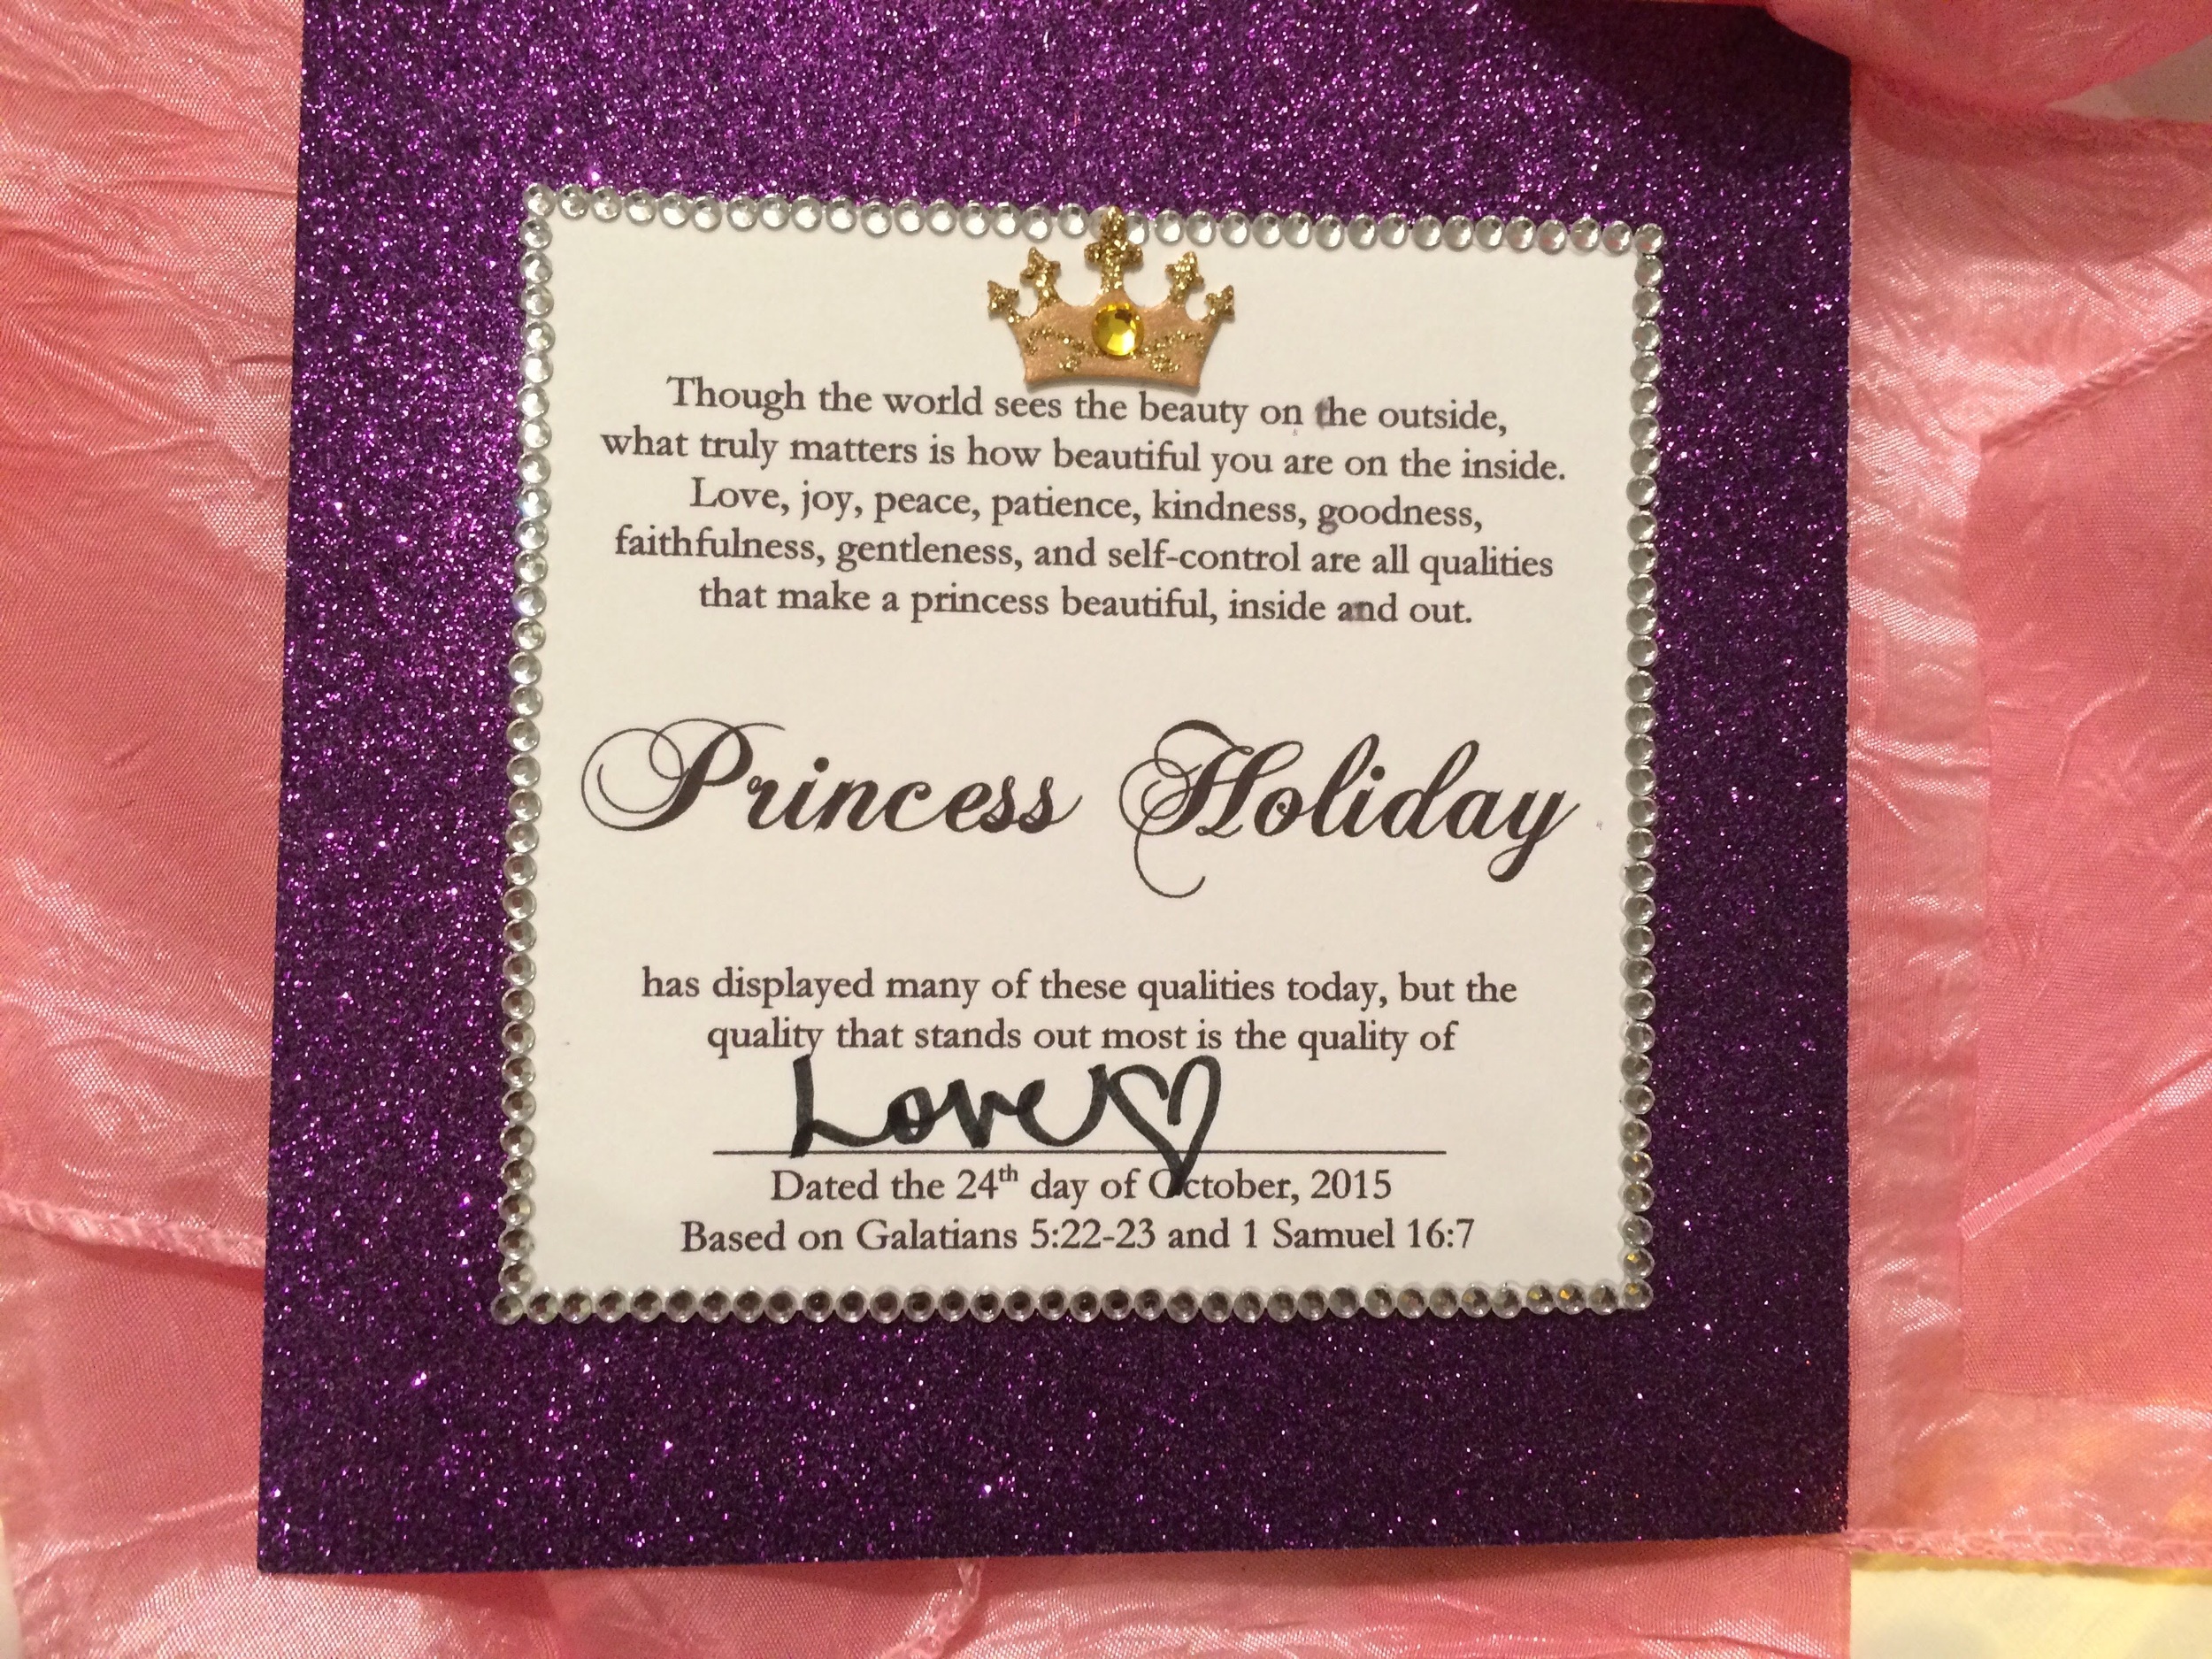 Though the world sees the beauty on the outside,
what truly matters is how beautiful you are on the inside.
Love, joy, peace, patience, kindness, goodness,
faithfulness, gentleness, and self-control are all qualities
that make a princess beautiful, inside and out.
Princess Holiday
has displayed many of these qualities today, but the
quality that stands out most is the quality of
Love♡
Dated the 24th day of October, 2015
Based on Galatians 5:22-23 and 1 Samuel 16:7